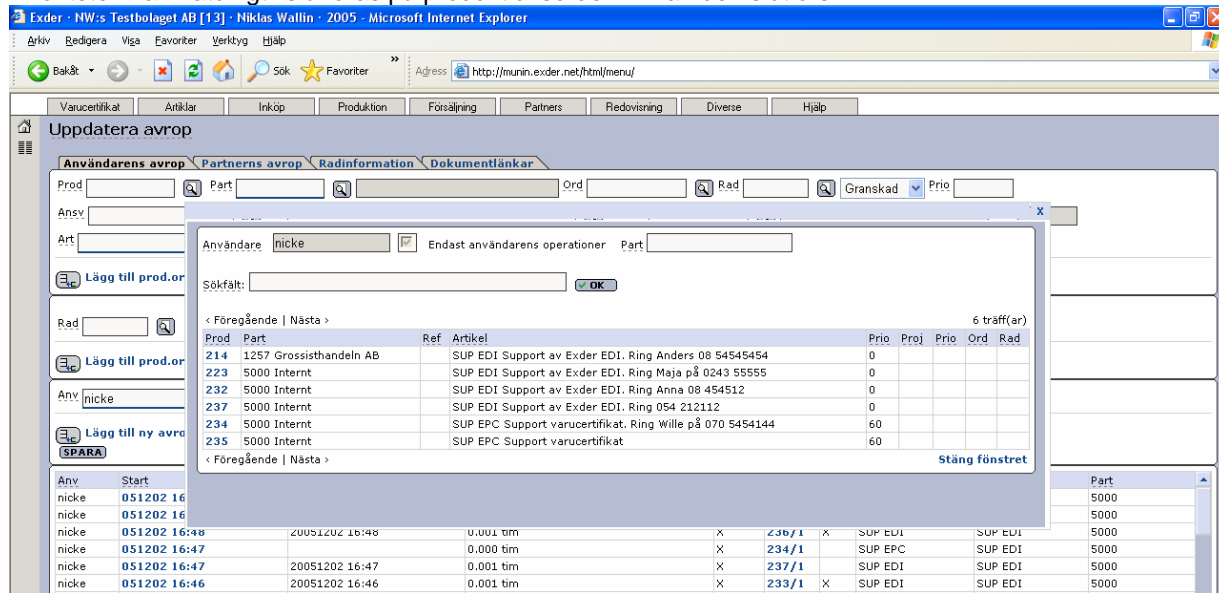 Exder · NW:s Testbolaget AB [13] · Niklas Wallin · 2005 - Microsoft Internet Explorer
Arkiv Redigera Visa Favoriter Verktyg Hjälp
Bakåt Sök Favoriter » Adress http://munin.exder.net/html/menu/
Varucertifikat Artiklar Inköp Produktion Försäljning Partners Redovisning Diverse Hjälp
Uppdatera avrop
Användarens avrop Partnerns avrop Radinformation Dokumentlänkar
Prod Part Ord Rad Granskad Prio
Ansv
x
Art
Användare nicke Endast användarens operationer Part
Lägg till prod.or
Sökfält: OK
‹ Föregående | Nästa › 6 träff(ar)
Rad
Prod Part Ref Artikel Prio Proj Prio Ord Rad
214 1257 Grossisthandeln AB SUP EDI Support av Exder EDI. Ring Anders 08 54545454 0
Lägg till prod.or
223 5000 Internt SUP EDI Support av Exder EDI. Ring Maja på 0243 55555 0
232 5000 Internt SUP EDI Support av Exder EDI. Ring Anna 08 454512 0
Anv nicke
237 5000 Internt SUP EDI Support av Exder EDI. Ring 054 212112 0
234 5000 Internt SUP EPC Support varucertifikat. Ring Wille på 070 5454144 60
Lägg till ny avro
235 5000 Internt SUP EPC Support varucertifikat 60
SPARA
‹ Föregående | Nästa › Stäng fönstret
Anv Start Part
nicke 051202 16 5000
nicke 051202 16 5000
nicke 051202 16:48 20051202 16:48 0.001 tim X 236/1 X SUP EDI SUP EDI 5000
nicke 051202 16:47 0.000 tim X 234/1 SUP EPC SUP EDI 5000
nicke 051202 16:47 20051202 16:47 0.001 tim X 237/1 SUP EDI SUP EDI 5000
nicke 051202 16:46 20051202 16:46 0.001 tim X 233/1 X SUP EDI SUP EDI 5000